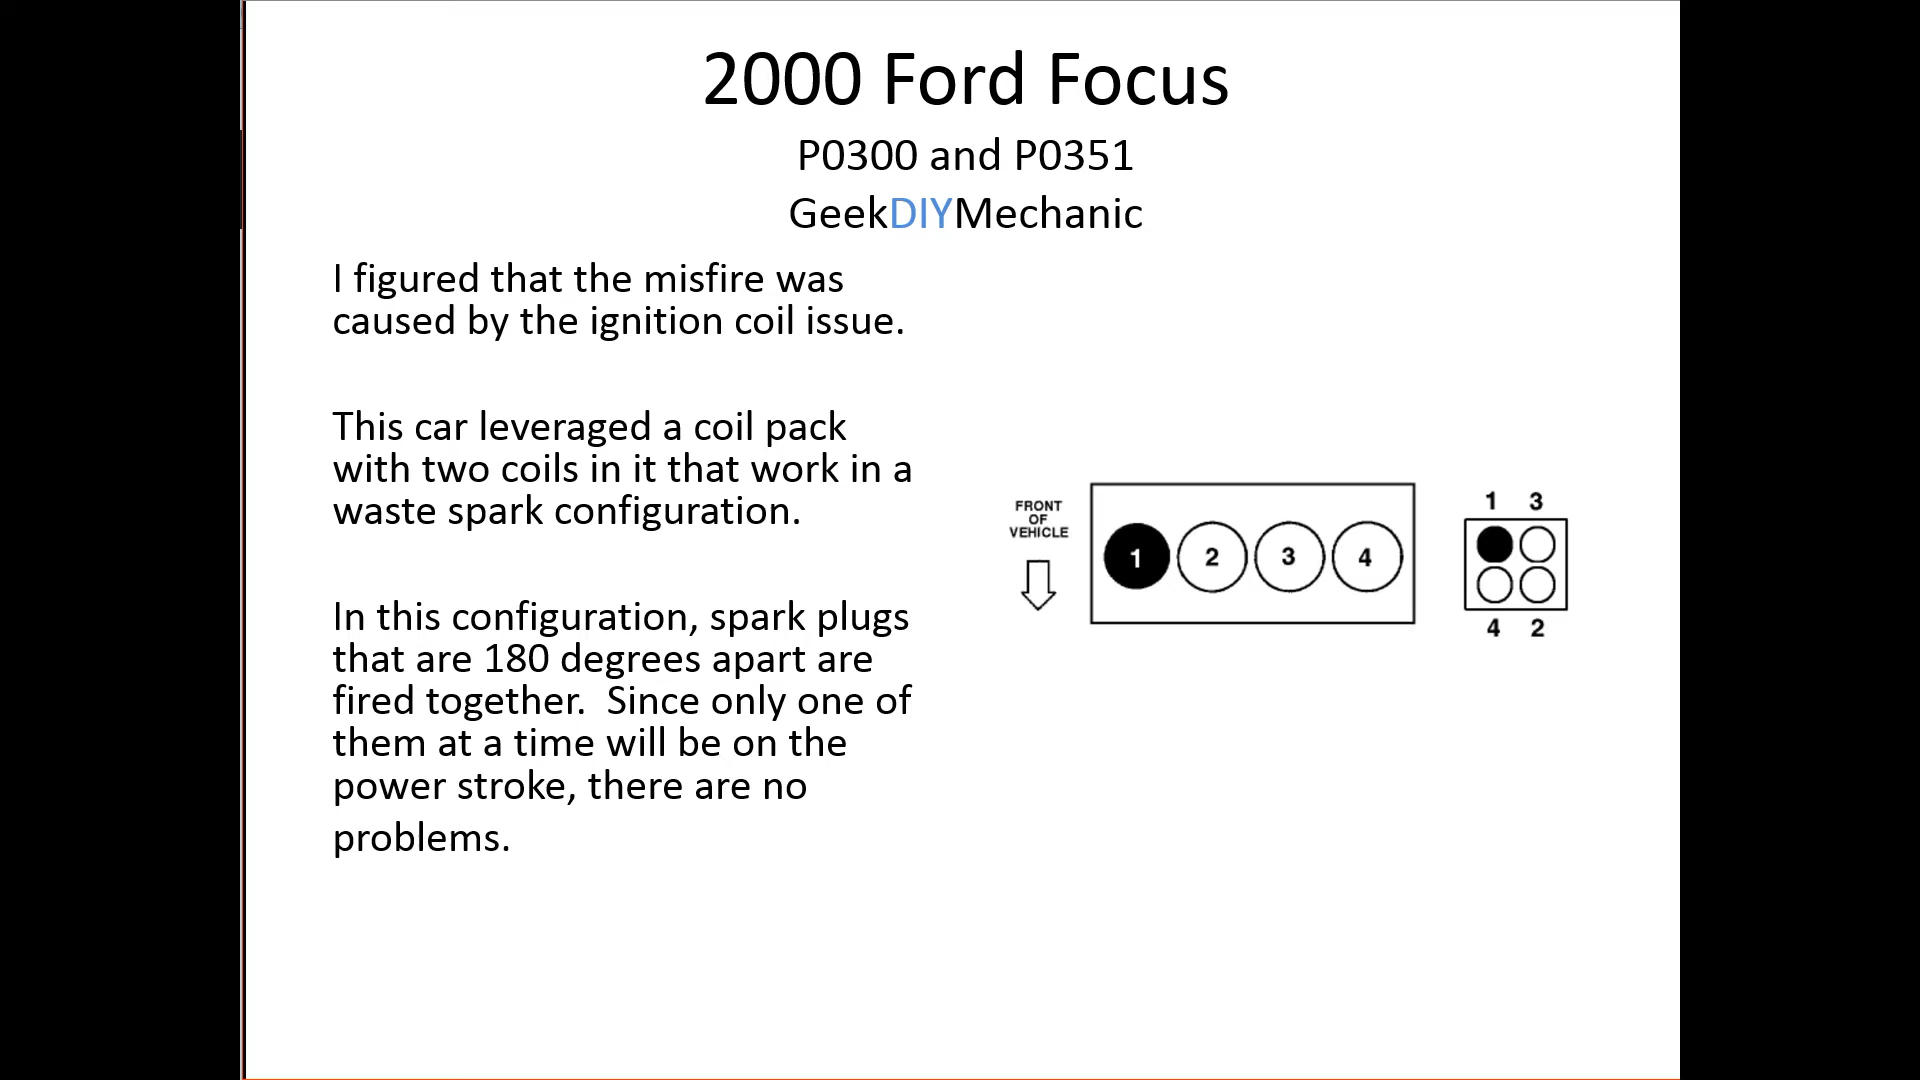 2000 Ford Focus
P0300 and P0351
GeekDIYMechanic
I figured that the misfire was
caused by the ignition coil issue.
This car leveraged a coil pack
with two coils in it that work in a
waste spark configuration.
In this configuration, spark plugs
that are 180 degrees apart are
fired together.  Since only one of
them at a time will be on the
power stroke, there are no
problems.
FRONT
OF
VEHICLE
1 2 3 4
1 3
4 2